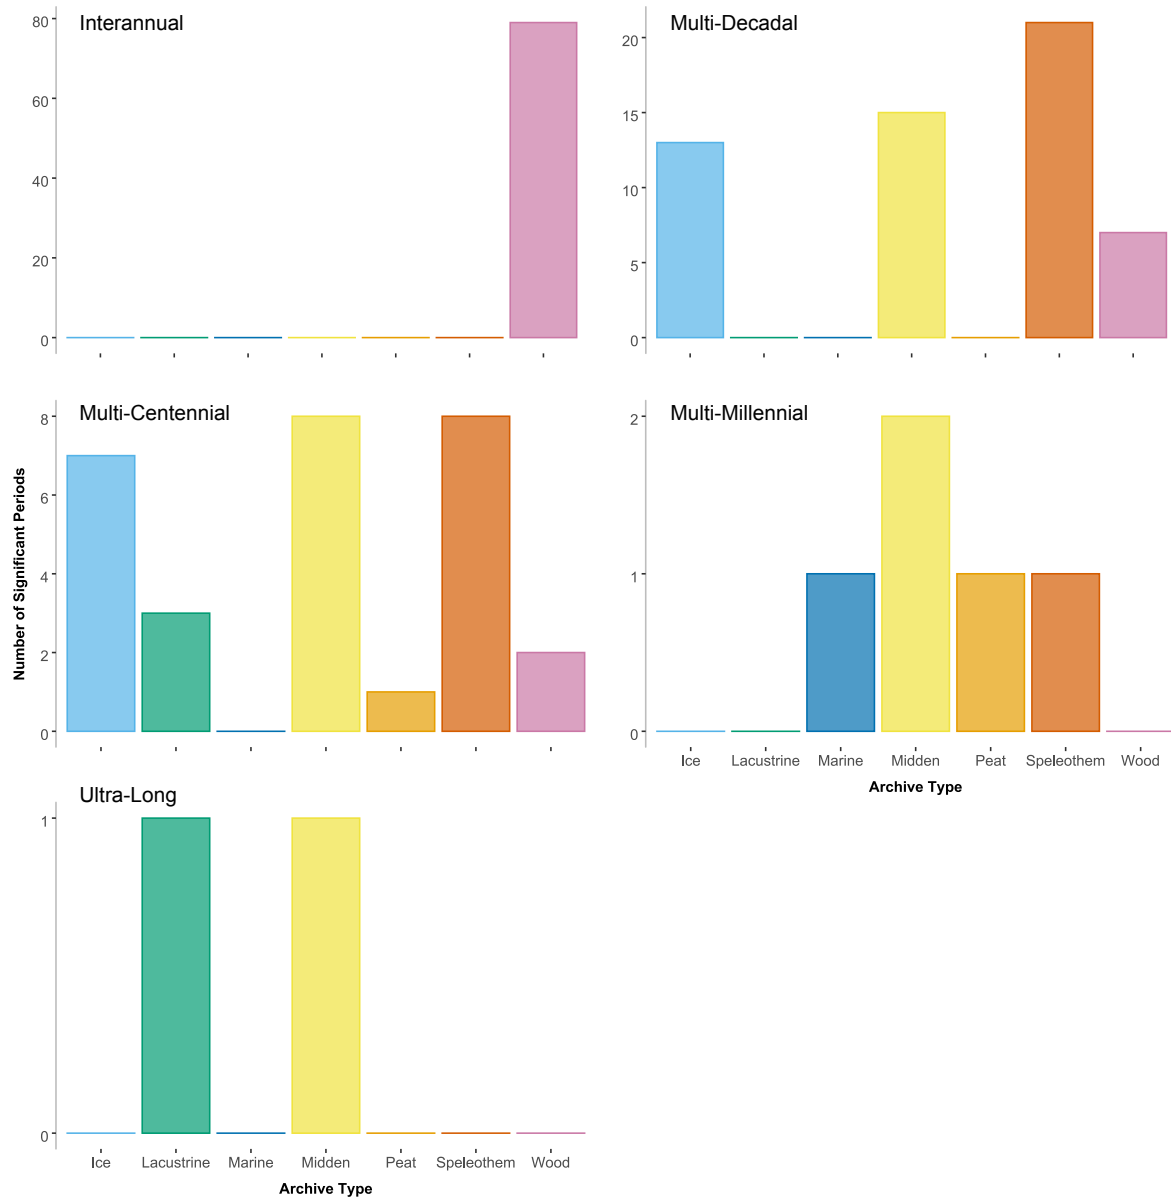 Interannual
80
60
40
20
0
Multi-Decadal
20
15
10
5
0
Number of Significant Periods
Multi-Centennial
8
6
4
2
0
Multi-Millennial
2
1
0
Ice Lacustrine Marine Midden Peat Speleothem Wood
Archive Type
Ultra-Long
1
0
Ice Lacustrine Marine Midden Peat Speleothem Wood
Archive Type